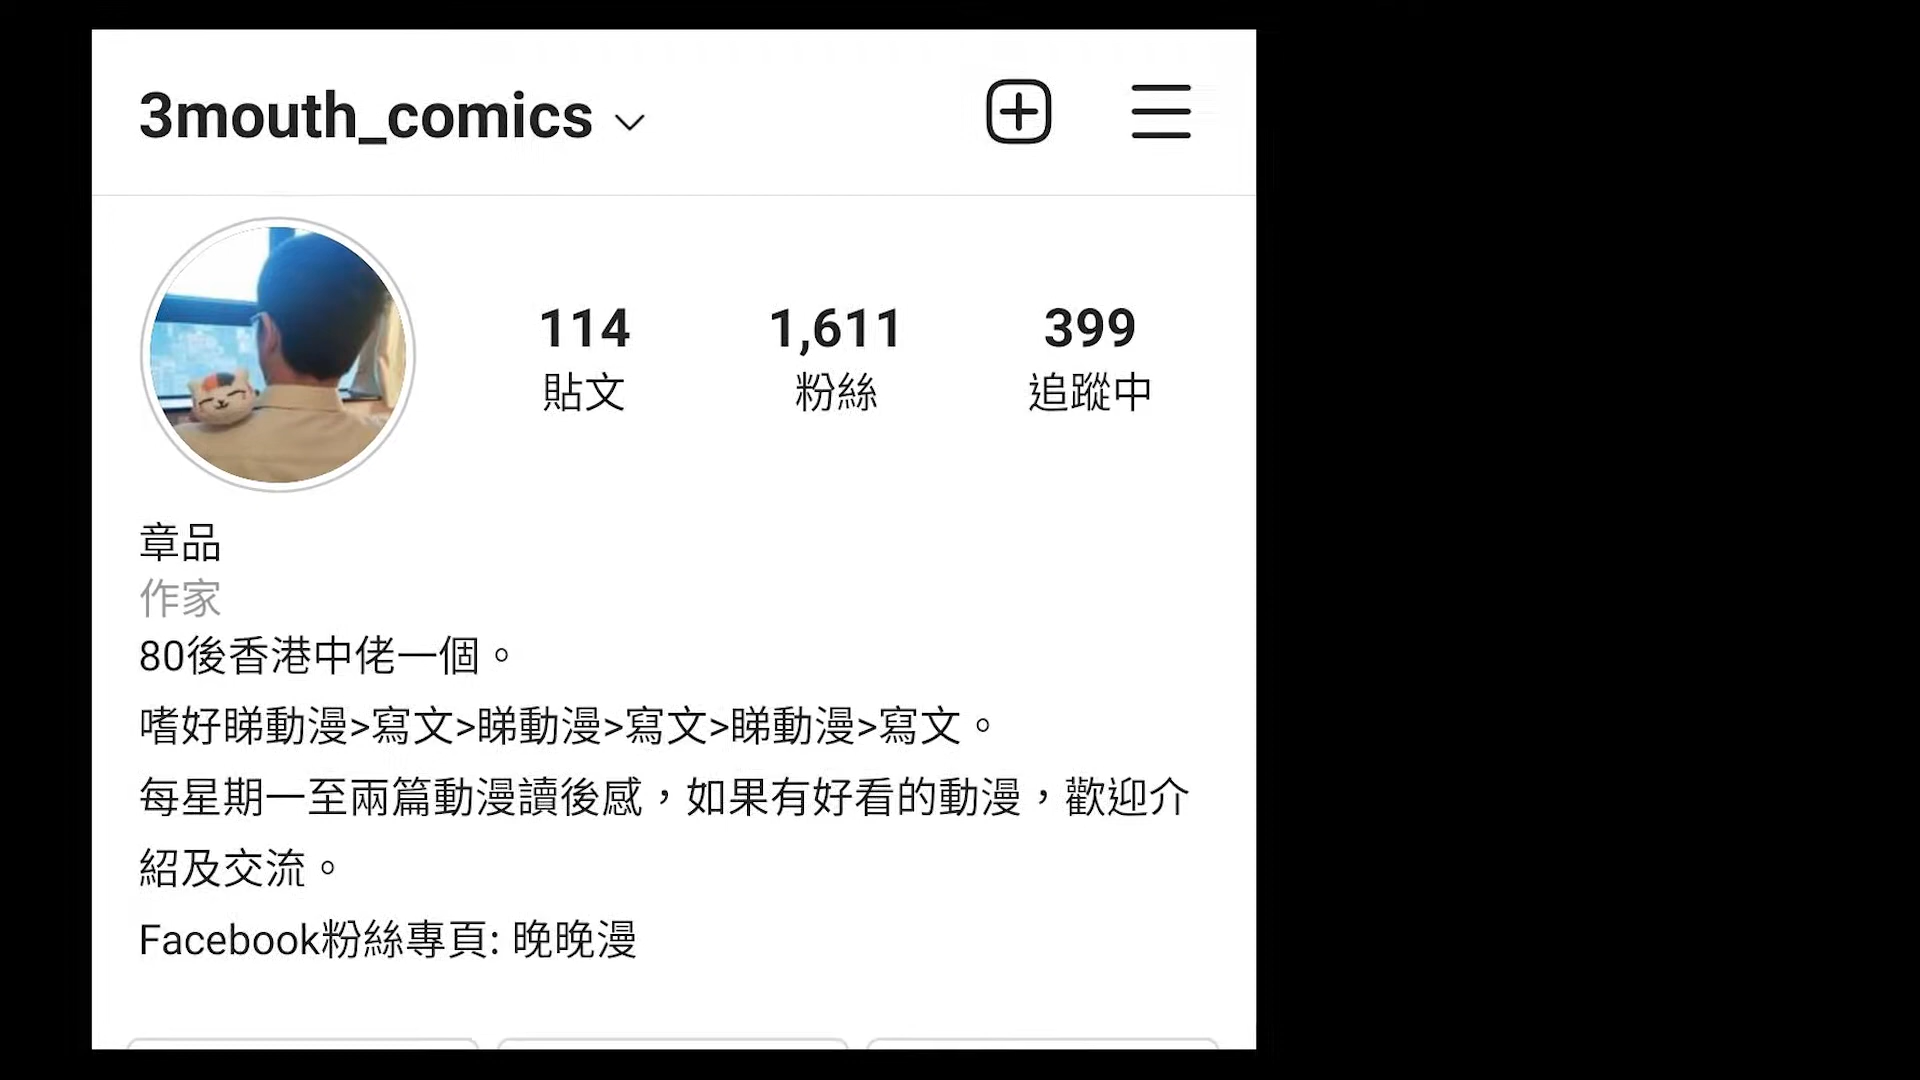 3mouth_comics
114
1,611
399
貼文
粉絲
追蹤中
章品
作家
80後香港中佬一個。
嗜好睇動漫>寫文>睇動漫>寫文>睇動漫>寫文。
每星期一至兩篇動漫讀後感，如果有好看的動漫，歡迎介
紹及交流。
Facebook粉絲專頁: 晚晚漫